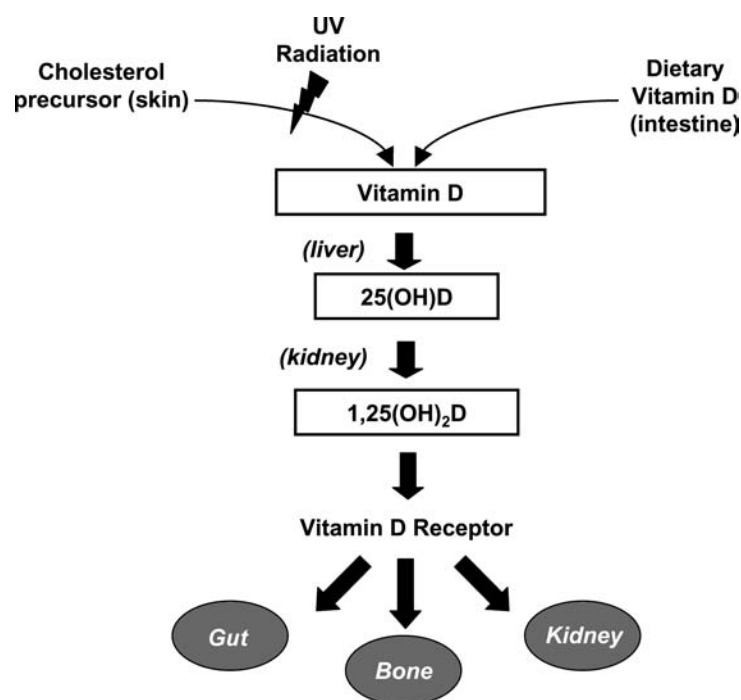 UV
Radiation
Cholesterol
precursor (skin)
Dietary
Vitamin D
(intestine)
Vitamin D
(liver)
25(OH)D
(kidney)
1,25(OH)₂D
Vitamin D Receptor
Gut
Bone
Kidney